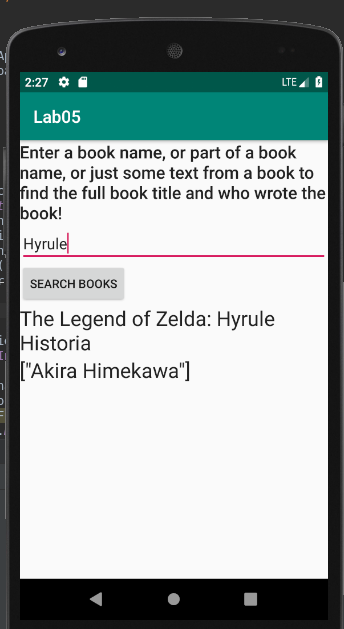 2:27 LTE
Lab05
Enter a book name, or part of a book
name, or just some text from a book to
find the full book title and who wrote the
book!
Hyrule
SEARCH BOOKS
The Legend of Zelda: Hyrule
Historia
["Akira Himekawa"]